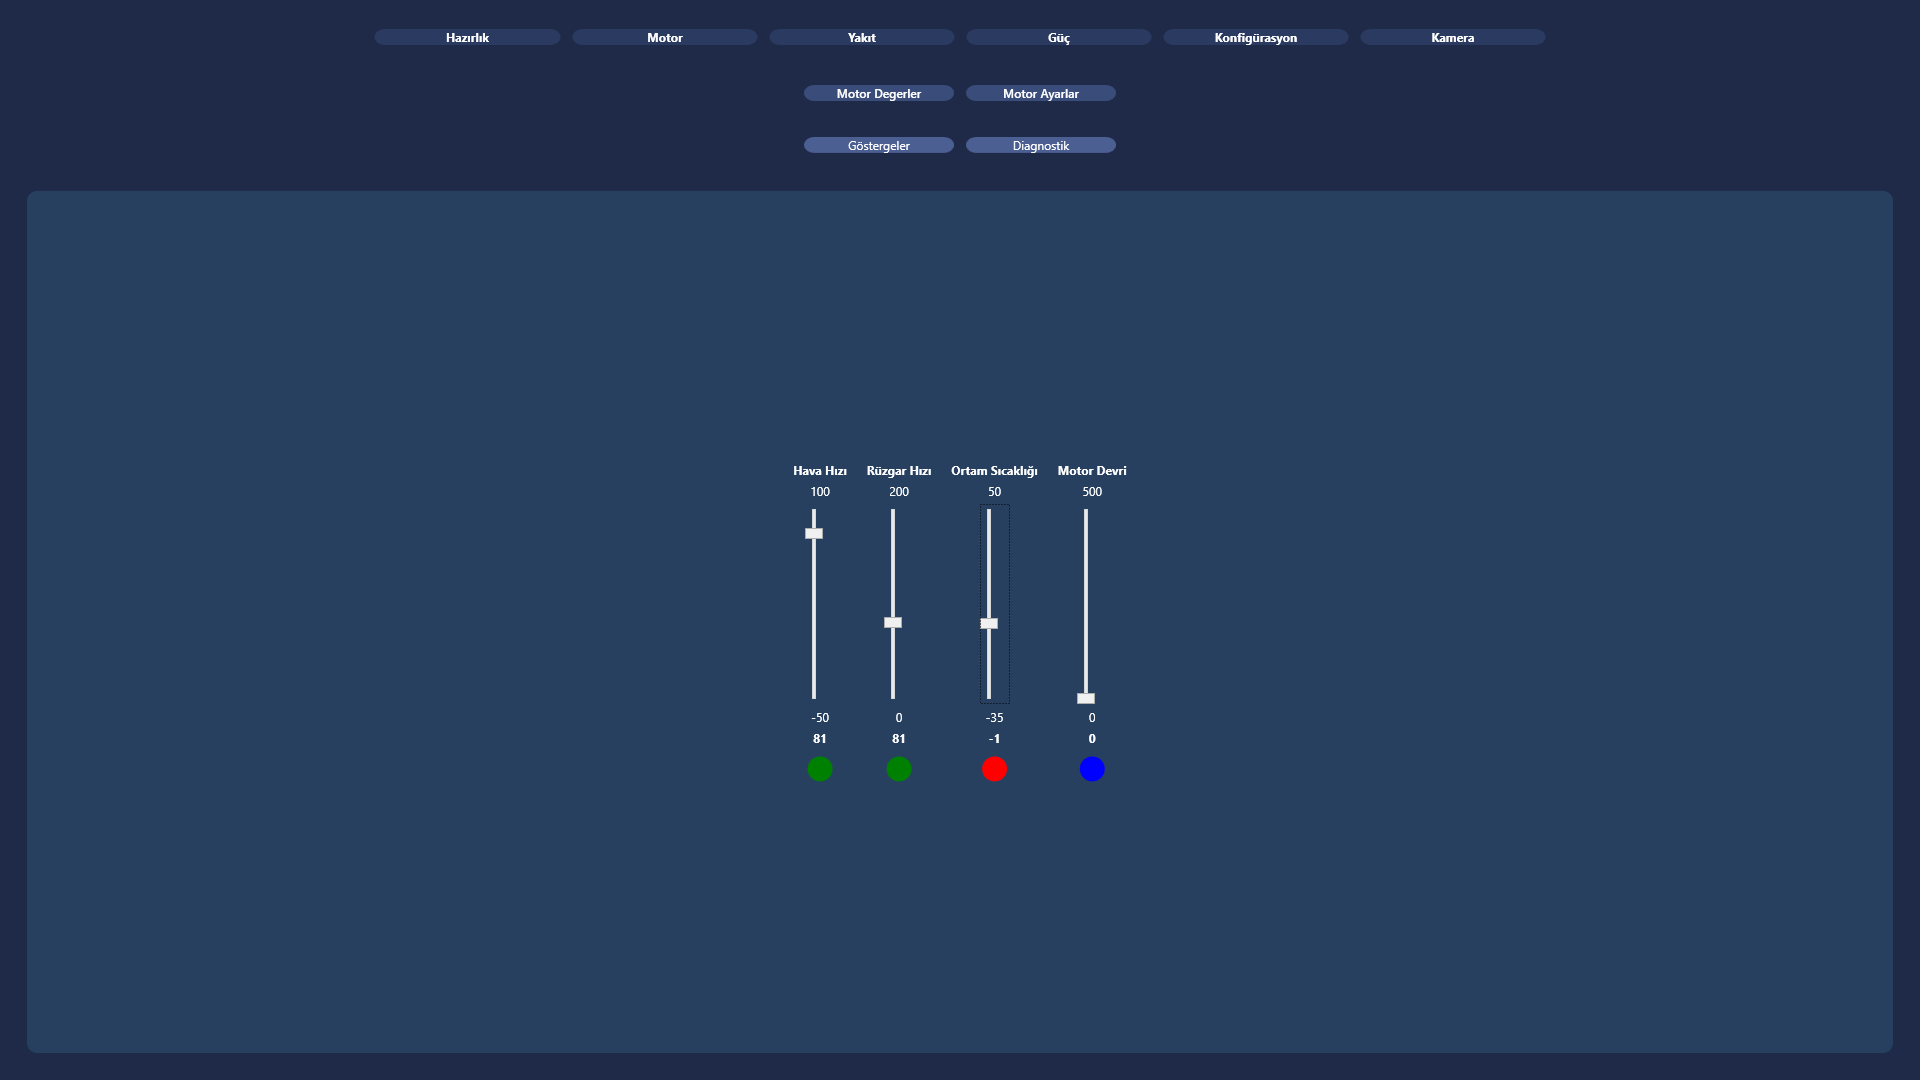 Hazırlık Motor Yakıt Güç Konfigürasyon Kamera
Motor Degerler Motor Ayarlar
Göstergeler Diagnostik
Hava Hızı Rüzgar Hızı Ortam Sıcaklığı Motor Devri
100 200 50 500
-50 0 -35 0
81 81 -1 0